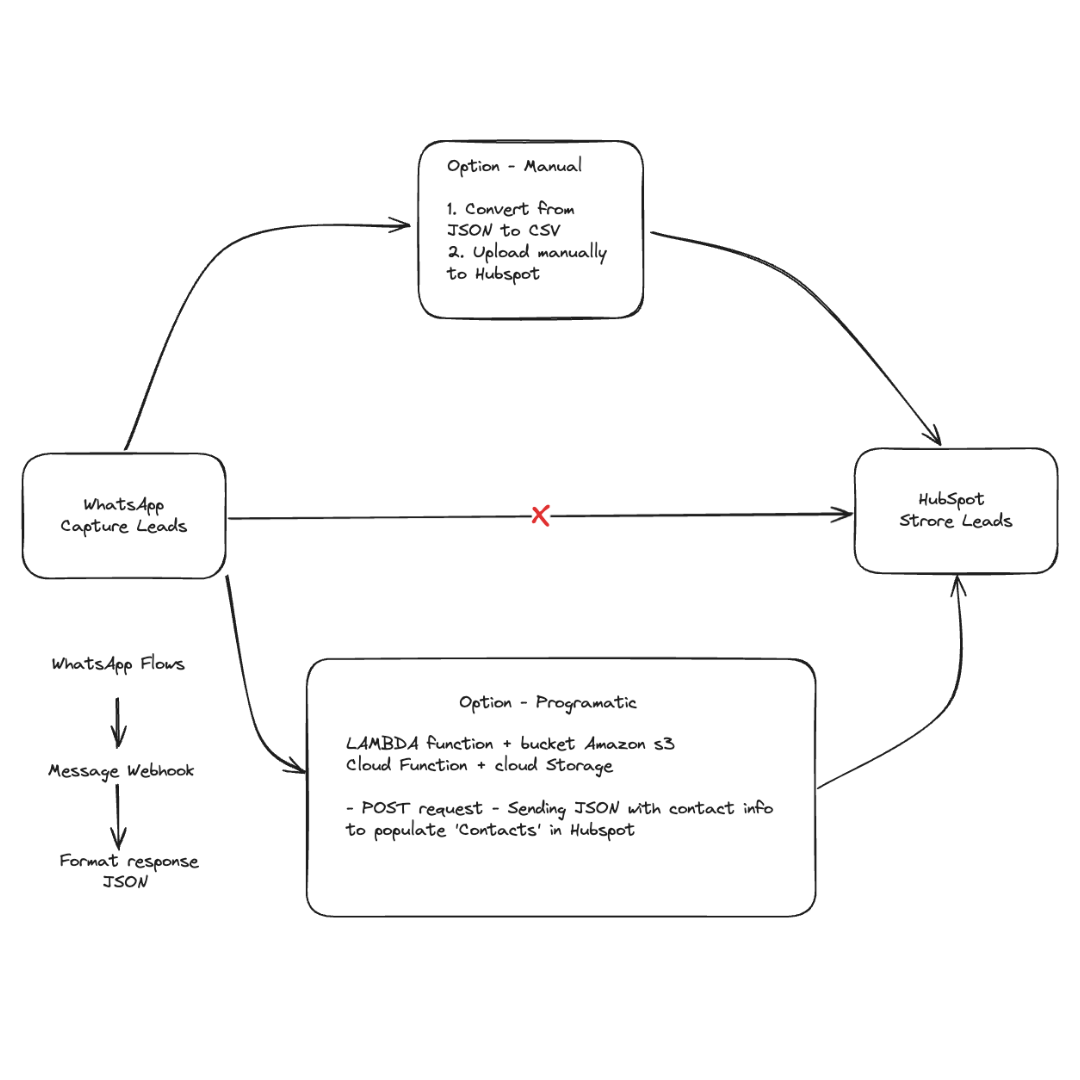 Option - Manual
1. Convert from
JSON to CSV
2. Upload manually
to Hubspot
WhatsApp
Capture Leads
HubSpot
Strore Leads
WhatsApp Flows
Message Webhook
Format response
JSON
Option - Programatic
LAMBDA function + bucket Amazon s3
Cloud Function + cloud Storage
- POST request - Sending JSON with contact info
to populate 'Contacts' in Hubspot